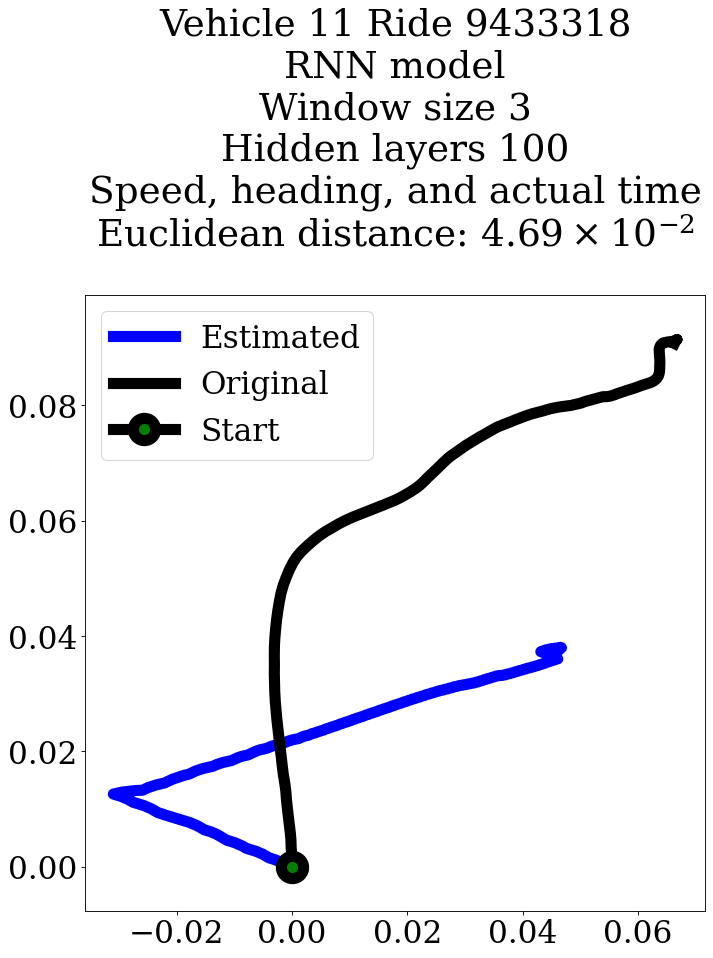 Vehicle 11 Ride 9433318
RNN model
Window size 3
Hidden layers 100
Speed, heading, and actual time
Euclidean distance: 4.69 × 10⁻²
Estimated
Original
Start
0.08
0.06
0.04
0.02
0.00
−0.02 0.00 0.02 0.04 0.06